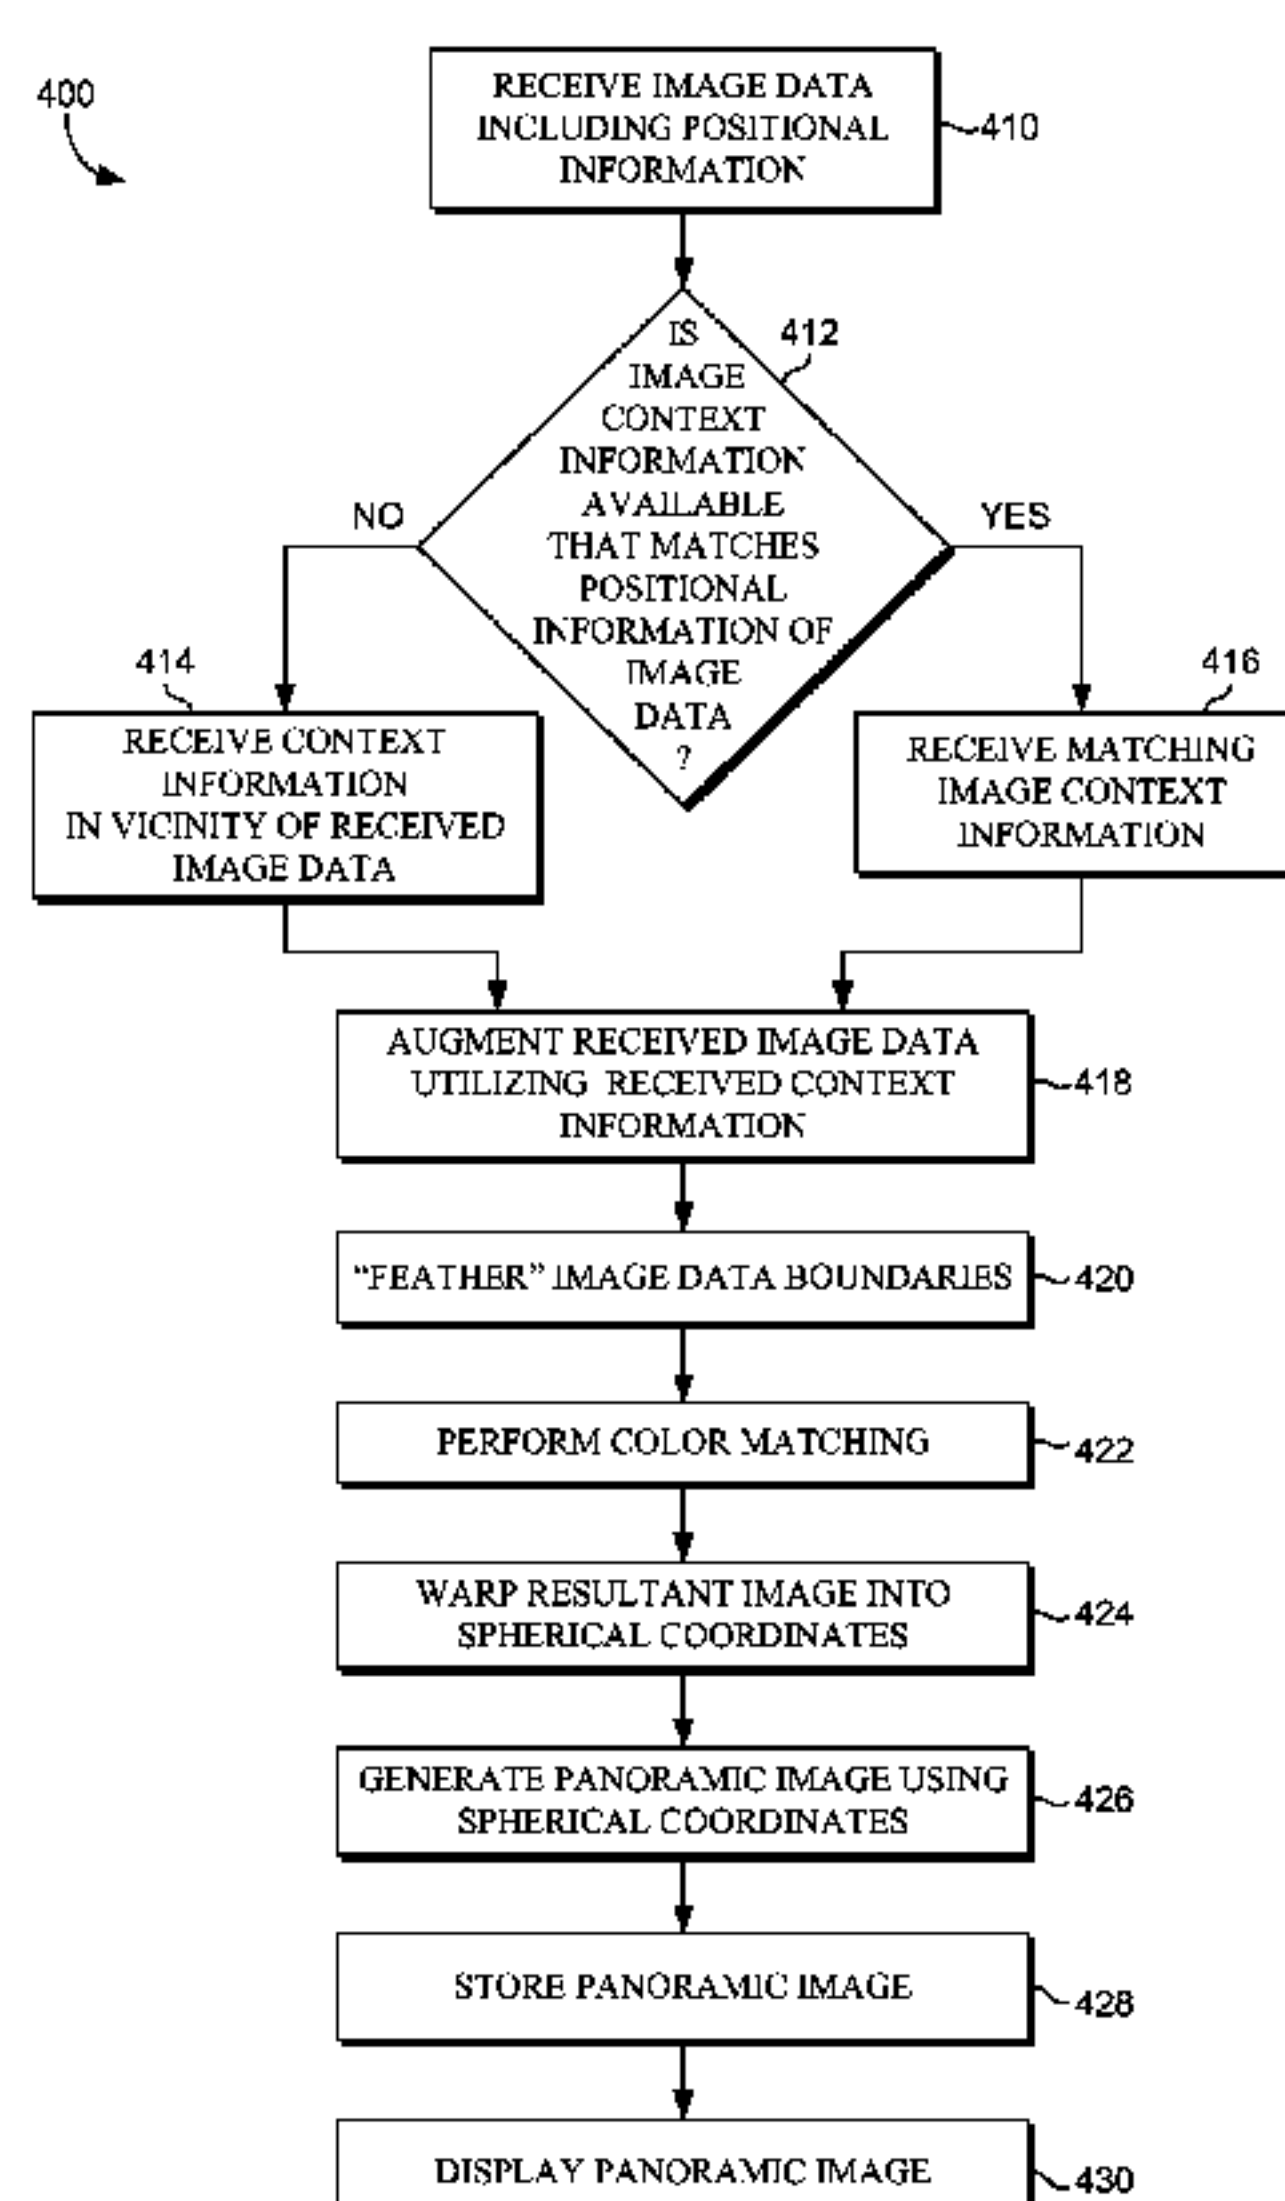 400
RECEIVE IMAGE DATA
INCLUDING POSITIONAL
INFORMATION
410
IS
IMAGE
CONTEXT
INFORMATION
AVAILABLE
THAT MATCHES
POSITIONAL
INFORMATION OF
IMAGE
DATA
?
412
NO
YES
414
RECEIVE CONTEXT
INFORMATION
IN VICINITY OF RECEIVED
IMAGE DATA
416
RECEIVE MATCHING
IMAGE CONTEXT
INFORMATION
AUGMENT RECEIVED IMAGE DATA
UTILIZING RECEIVED CONTEXT
INFORMATION
418
“FEATHER” IMAGE DATA BOUNDARIES
420
PERFORM COLOR MATCHING
422
WARP RESULTANT IMAGE INTO
SPHERICAL COORDINATES
424
GENERATE PANORAMIC IMAGE USING
SPHERICAL COORDINATES
426
STORE PANORAMIC IMAGE
428
DISPLAY PANORAMIC IMAGE
430